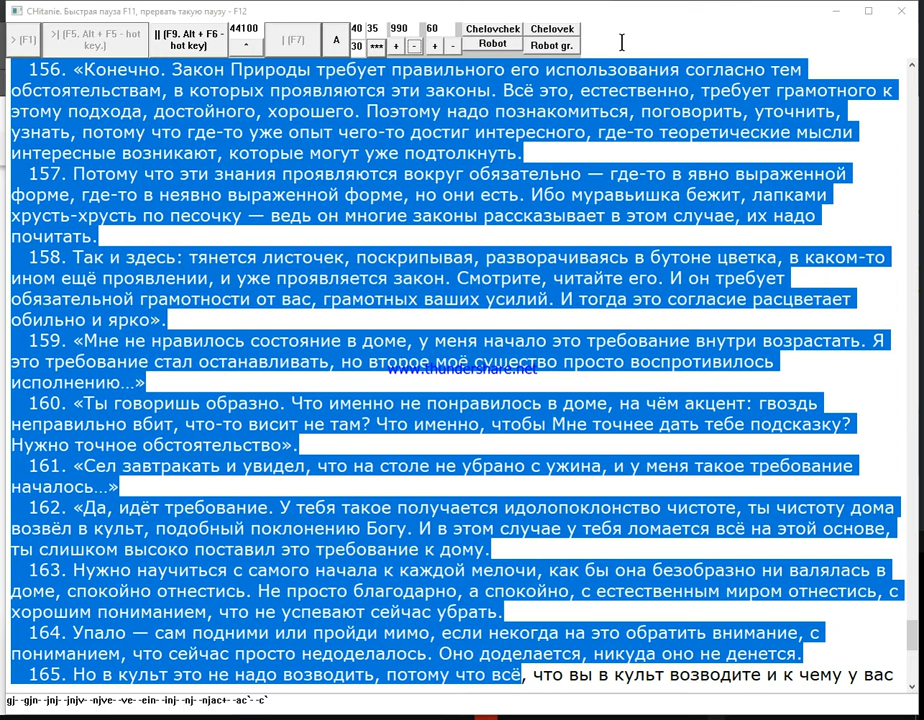 CHitanie. Быстрая пауза F11, прервать такую паузу - F12
> (F1)
>| (F5. Alt + F5 - hot key.)
|| (F9. Alt + F6 - hot key)
44100
^
| (F7)
A
40 35
30 ***
990
+ -
60
+ -
Chelovchek
Robot
Chelovek
Robot gr.
156. «Конечно. Закон Природы требует правильного его использования согласно тем
обстоятельствам, в которых проявляются эти законы. Всё это, естественно, требует грамотного к
этому подхода, достойного, хорошего. Поэтому надо познакомиться, поговорить, уточнить,
узнать, потому что где-то уже опыт чего-то достиг интересного, где-то теоретические мысли
интересные возникают, которые могут уже подтолкнуть.
157. Потому что эти знания проявляются вокруг обязательно — где-то в явно выраженной
форме, где-то в неявно выраженной форме, но они есть. Ибо муравьишка бежит, лапками
хрусть-хрусть по песочку — ведь он многие законы рассказывает в этом случае, их надо
почитать.
158. Так и здесь: тянется листочек, поскрипывая, разворачиваясь в бутоне цветка, в каком-то
ином ещё проявлении, и уже проявляется закон. Смотрите, читайте его. И он требует
обязательной грамотности от вас, грамотных ваших усилий. И тогда это согласие расцветает
обильно и ярко».
159. «Мне не нравилось состояние в доме, у меня начало это требование внутри возрастать. Я
это требование стал останавливать, но второе моё существо просто воспротивилось
www.thundershare.net
исполнению…»
160. «Ты говоришь образно. Что именно не понравилось в доме, на чём акцент: гвоздь
неправильно вбит, что-то висит не там? Что именно, чтобы Мне точнее дать тебе подсказку?
Нужно точное обстоятельство».
161. «Сел завтракать и увидел, что на столе не убрано с ужина, и у меня такое требование
началось…»
162. «Да, идёт требование. У тебя такое получается идолопоклонство чистоте, ты чистоту дома
возвёл в культ, подобный поклонению Богу. И в этом случае у тебя ломается всё на этой основе,
ты слишком высоко поставил это требование к дому.
163. Нужно научиться с самого начала к каждой мелочи, как бы она безобразно ни валялась в
доме, спокойно отнестись. Не просто благодарно, а спокойно, с естественным миром отнестись, с
хорошим пониманием, что не успевают сейчас убрать.
164. Упало — сам подними или пройди мимо, если некогда на это обратить внимание, с
пониманием, что сейчас просто недоделалось. Оно доделается, никуда оно не денется.
165. Но в культ это не надо возводить, потому что всё, что вы в культ возводите и к чему у вас
gj- -gjn- -jnj- -jnjv- -njve- -ve- -ein- -inj- -nj- -njac+- -ac`- -c`